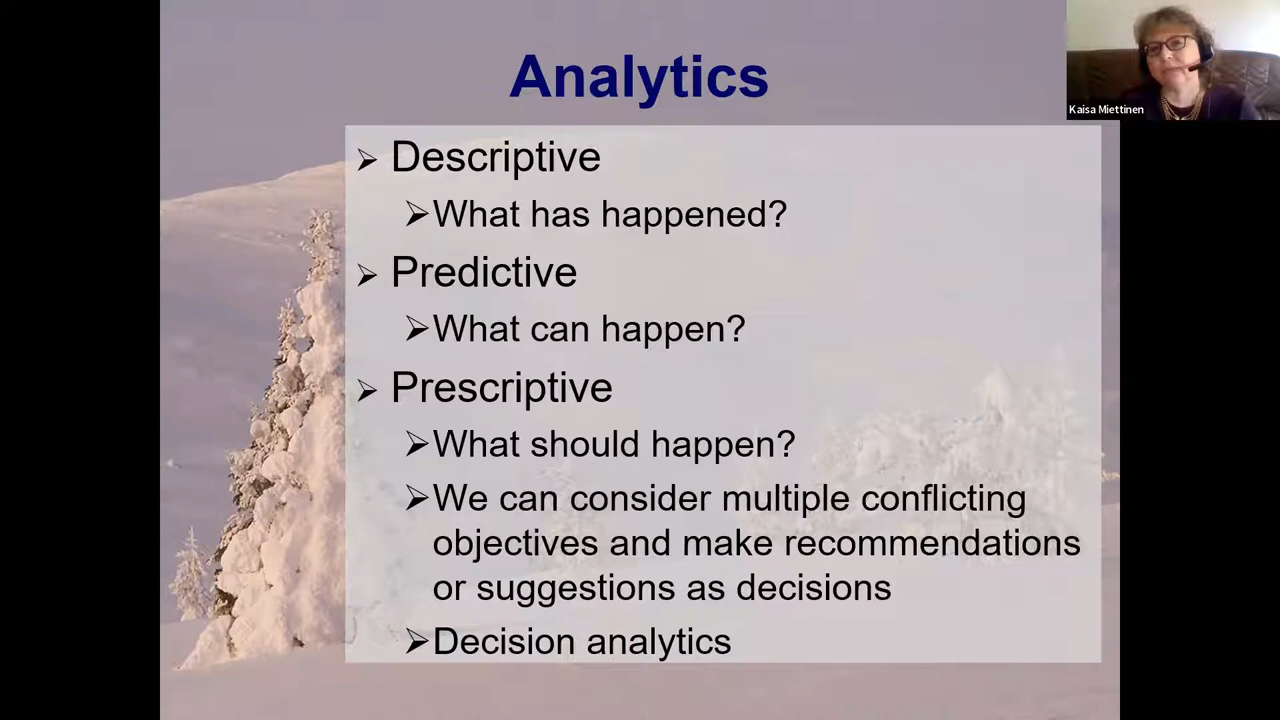 Analytics
Kaisa Miettinen
➢ Descriptive
➢What has happened?
➢ Predictive
➢What can happen?
➢ Prescriptive
➢What should happen?
➢We can consider multiple conflicting
objectives and make recommendations
or suggestions as decisions
➢Decision analytics